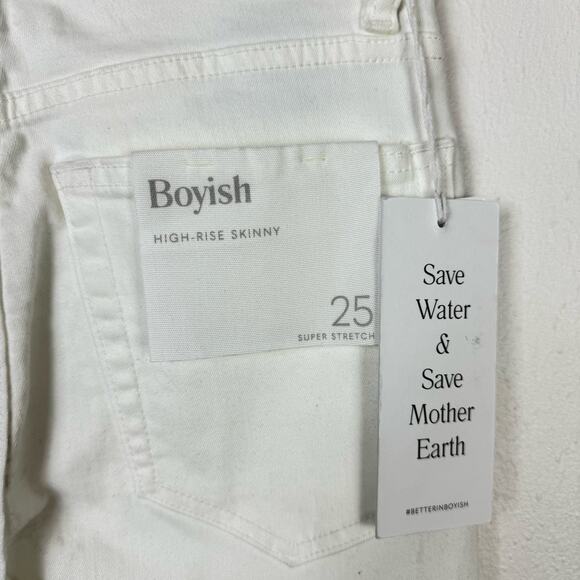 Boyish
HIGH-RISE SKINNY
25
SUPER STRETCH
Save
Water
&
Save
Mother
Earth
#BETTERINBOYISH